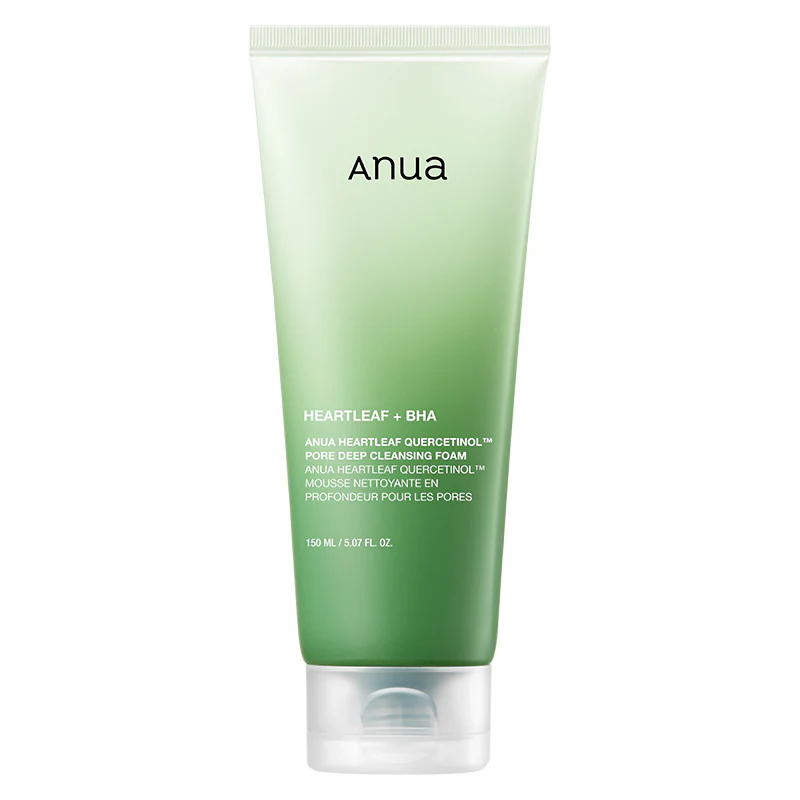 Anua
HEARTLEAF + BHA
ANUA HEARTLEAF QUERCETINOL™
PORE DEEP CLEANSING FOAM
ANUA HEARTLEAF QUERCETINOL™
MOUSSE NETTOYANTE EN
PROFONDEUR POUR LES PORES
150 ML / 5.07 FL. OZ.